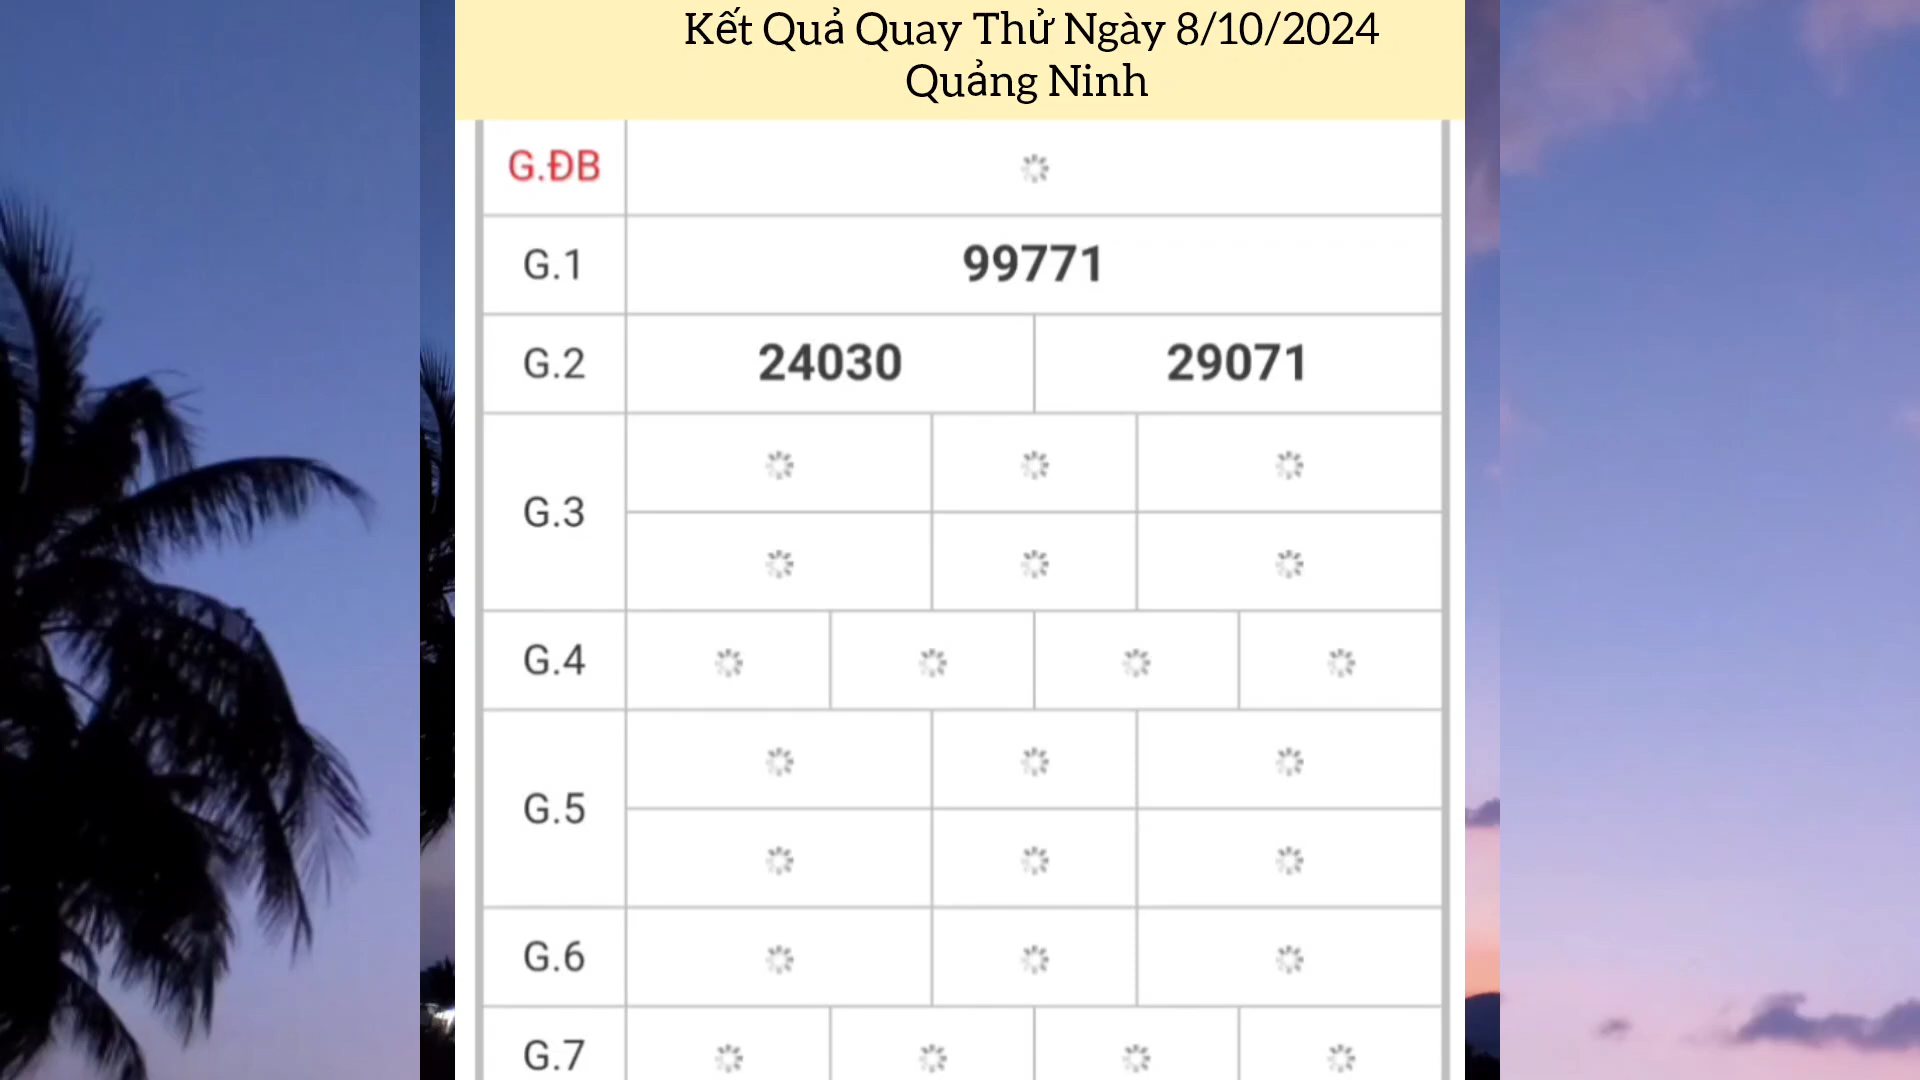 Kết Quả Quay Thử Ngày 8/10/2024
Quảng Ninh
G.ĐB
G.1 99771
G.2 24030 29071
G.3
G.4
G.5
G.6
G.7